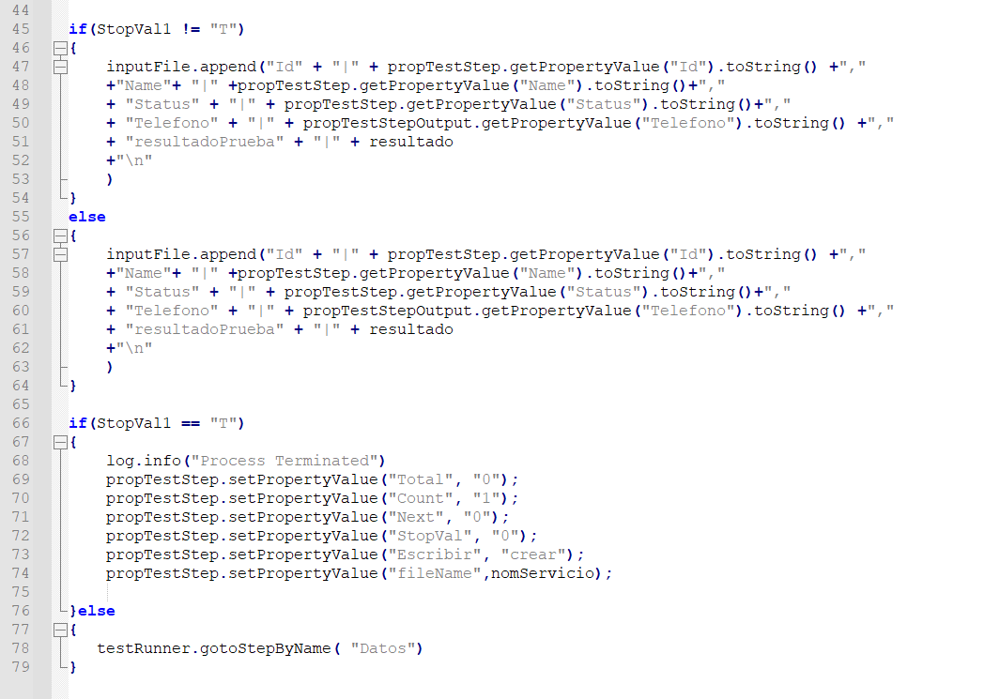 44
45 if(StopVal1 != "T")
46 {
47 inputFile.append("Id" + "|" + propTestStep.getPropertyValue("Id").toString() +","
48 +"Name"+ "|" +propTestStep.getPropertyValue("Name").toString()+","
49 + "Status" + "|" + propTestStep.getPropertyValue("Status").toString()+","
50 + "Telefono" + "|" + propTestStepOutput.getPropertyValue("Telefono").toString() +","
51 + "resultadoPrueba" + "|" + resultado
52 +"\n"
53 )
54 }
55 else
56 {
57 inputFile.append("Id" + "|" + propTestStep.getPropertyValue("Id").toString() +","
58 +"Name"+ "|" +propTestStep.getPropertyValue("Name").toString()+","
59 + "Status" + "|" + propTestStep.getPropertyValue("Status").toString()+","
60 + "Telefono" + "|" + propTestStepOutput.getPropertyValue("Telefono").toString() +","
61 + "resultadoPrueba" + "|" + resultado
62 +"\n"
63 )
64 }
65
66 if(StopVal1 == "T")
67 {
68 log.info("Process Terminated")
69 propTestStep.setPropertyValue("Total", "0");
70 propTestStep.setPropertyValue("Count", "1");
71 propTestStep.setPropertyValue("Next", "0");
72 propTestStep.setPropertyValue("StopVal", "0");
73 propTestStep.setPropertyValue("Escribir", "crear");
74 propTestStep.setPropertyValue("fileName",nomServicio);
75
76 }else
77 {
78 testRunner.gotoStepByName( "Datos")
79 }